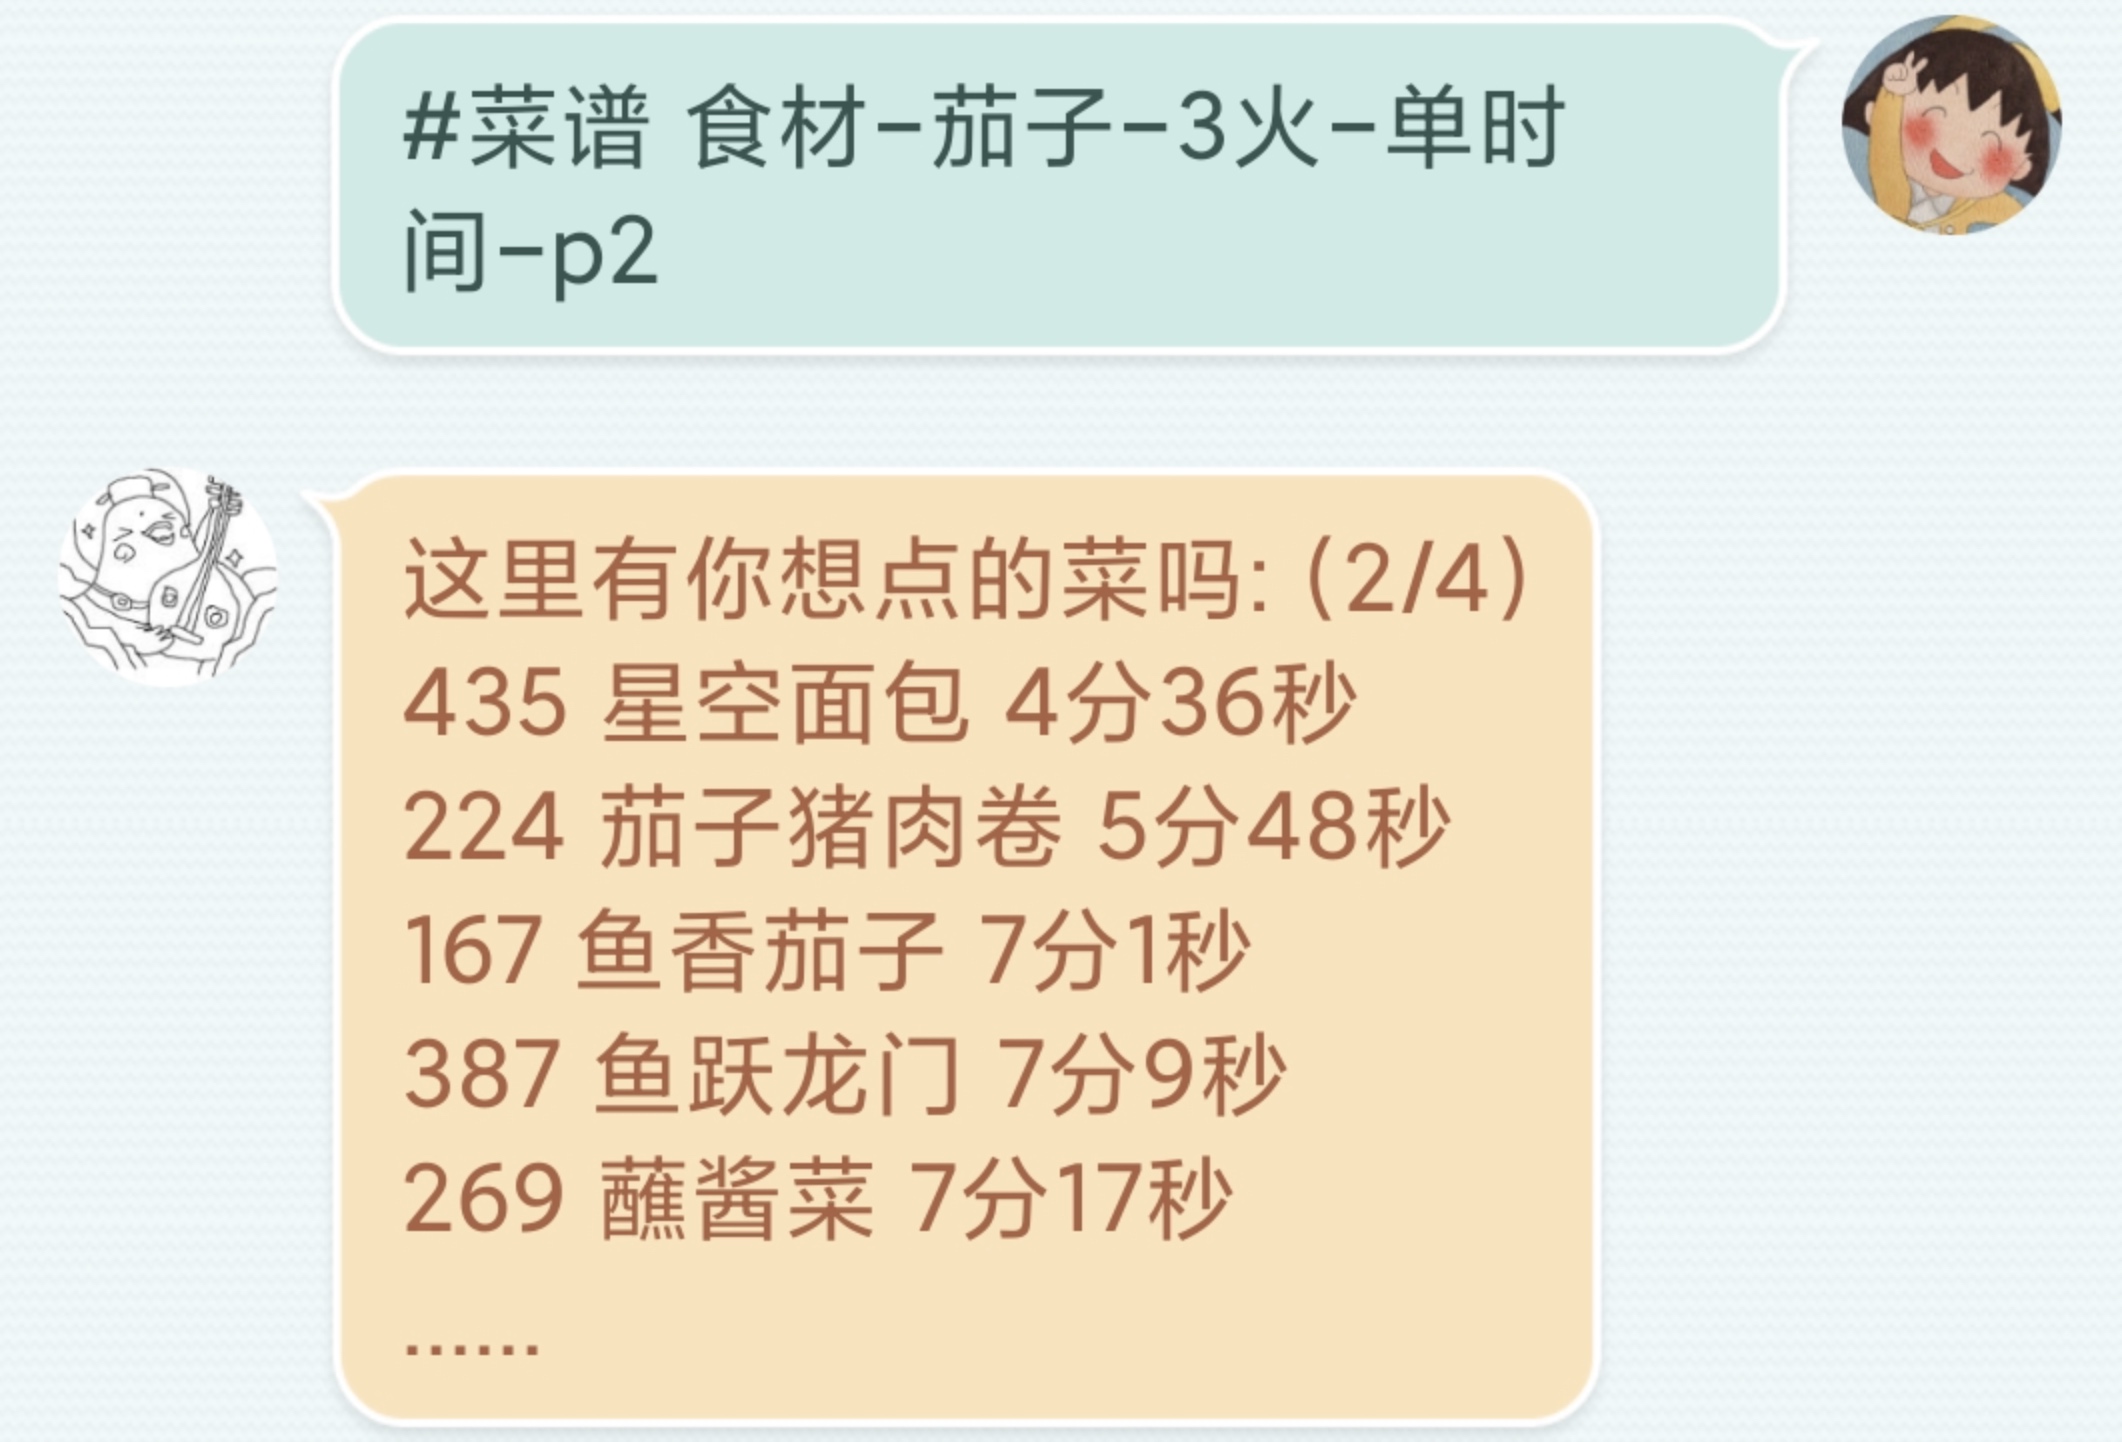 #菜谱 食材-茄子-3火-单时
间-p2
这里有你想点的菜吗:(2/4)
435 星空面包 4分36秒
224 茄子猪肉卷 5分48秒
167 鱼香茄子 7分1秒
387 鱼跃龙门 7分9秒
269 蘸酱菜 7分17秒
......